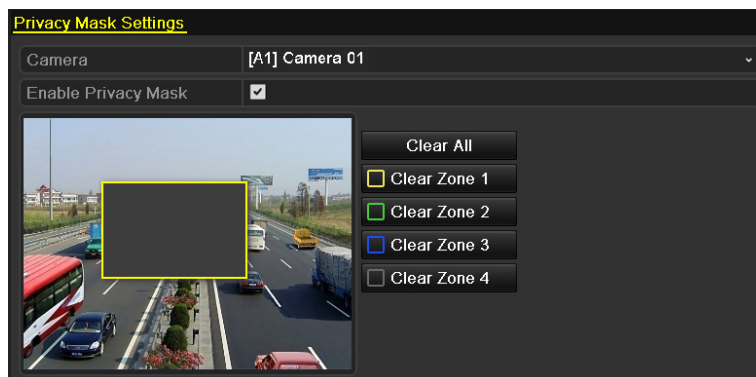 Privacy Mask Settings
Camera [A1] Camera 01
Enable Privacy Mask
Clear All
Clear Zone 1
Clear Zone 2
Clear Zone 3
Clear Zone 4